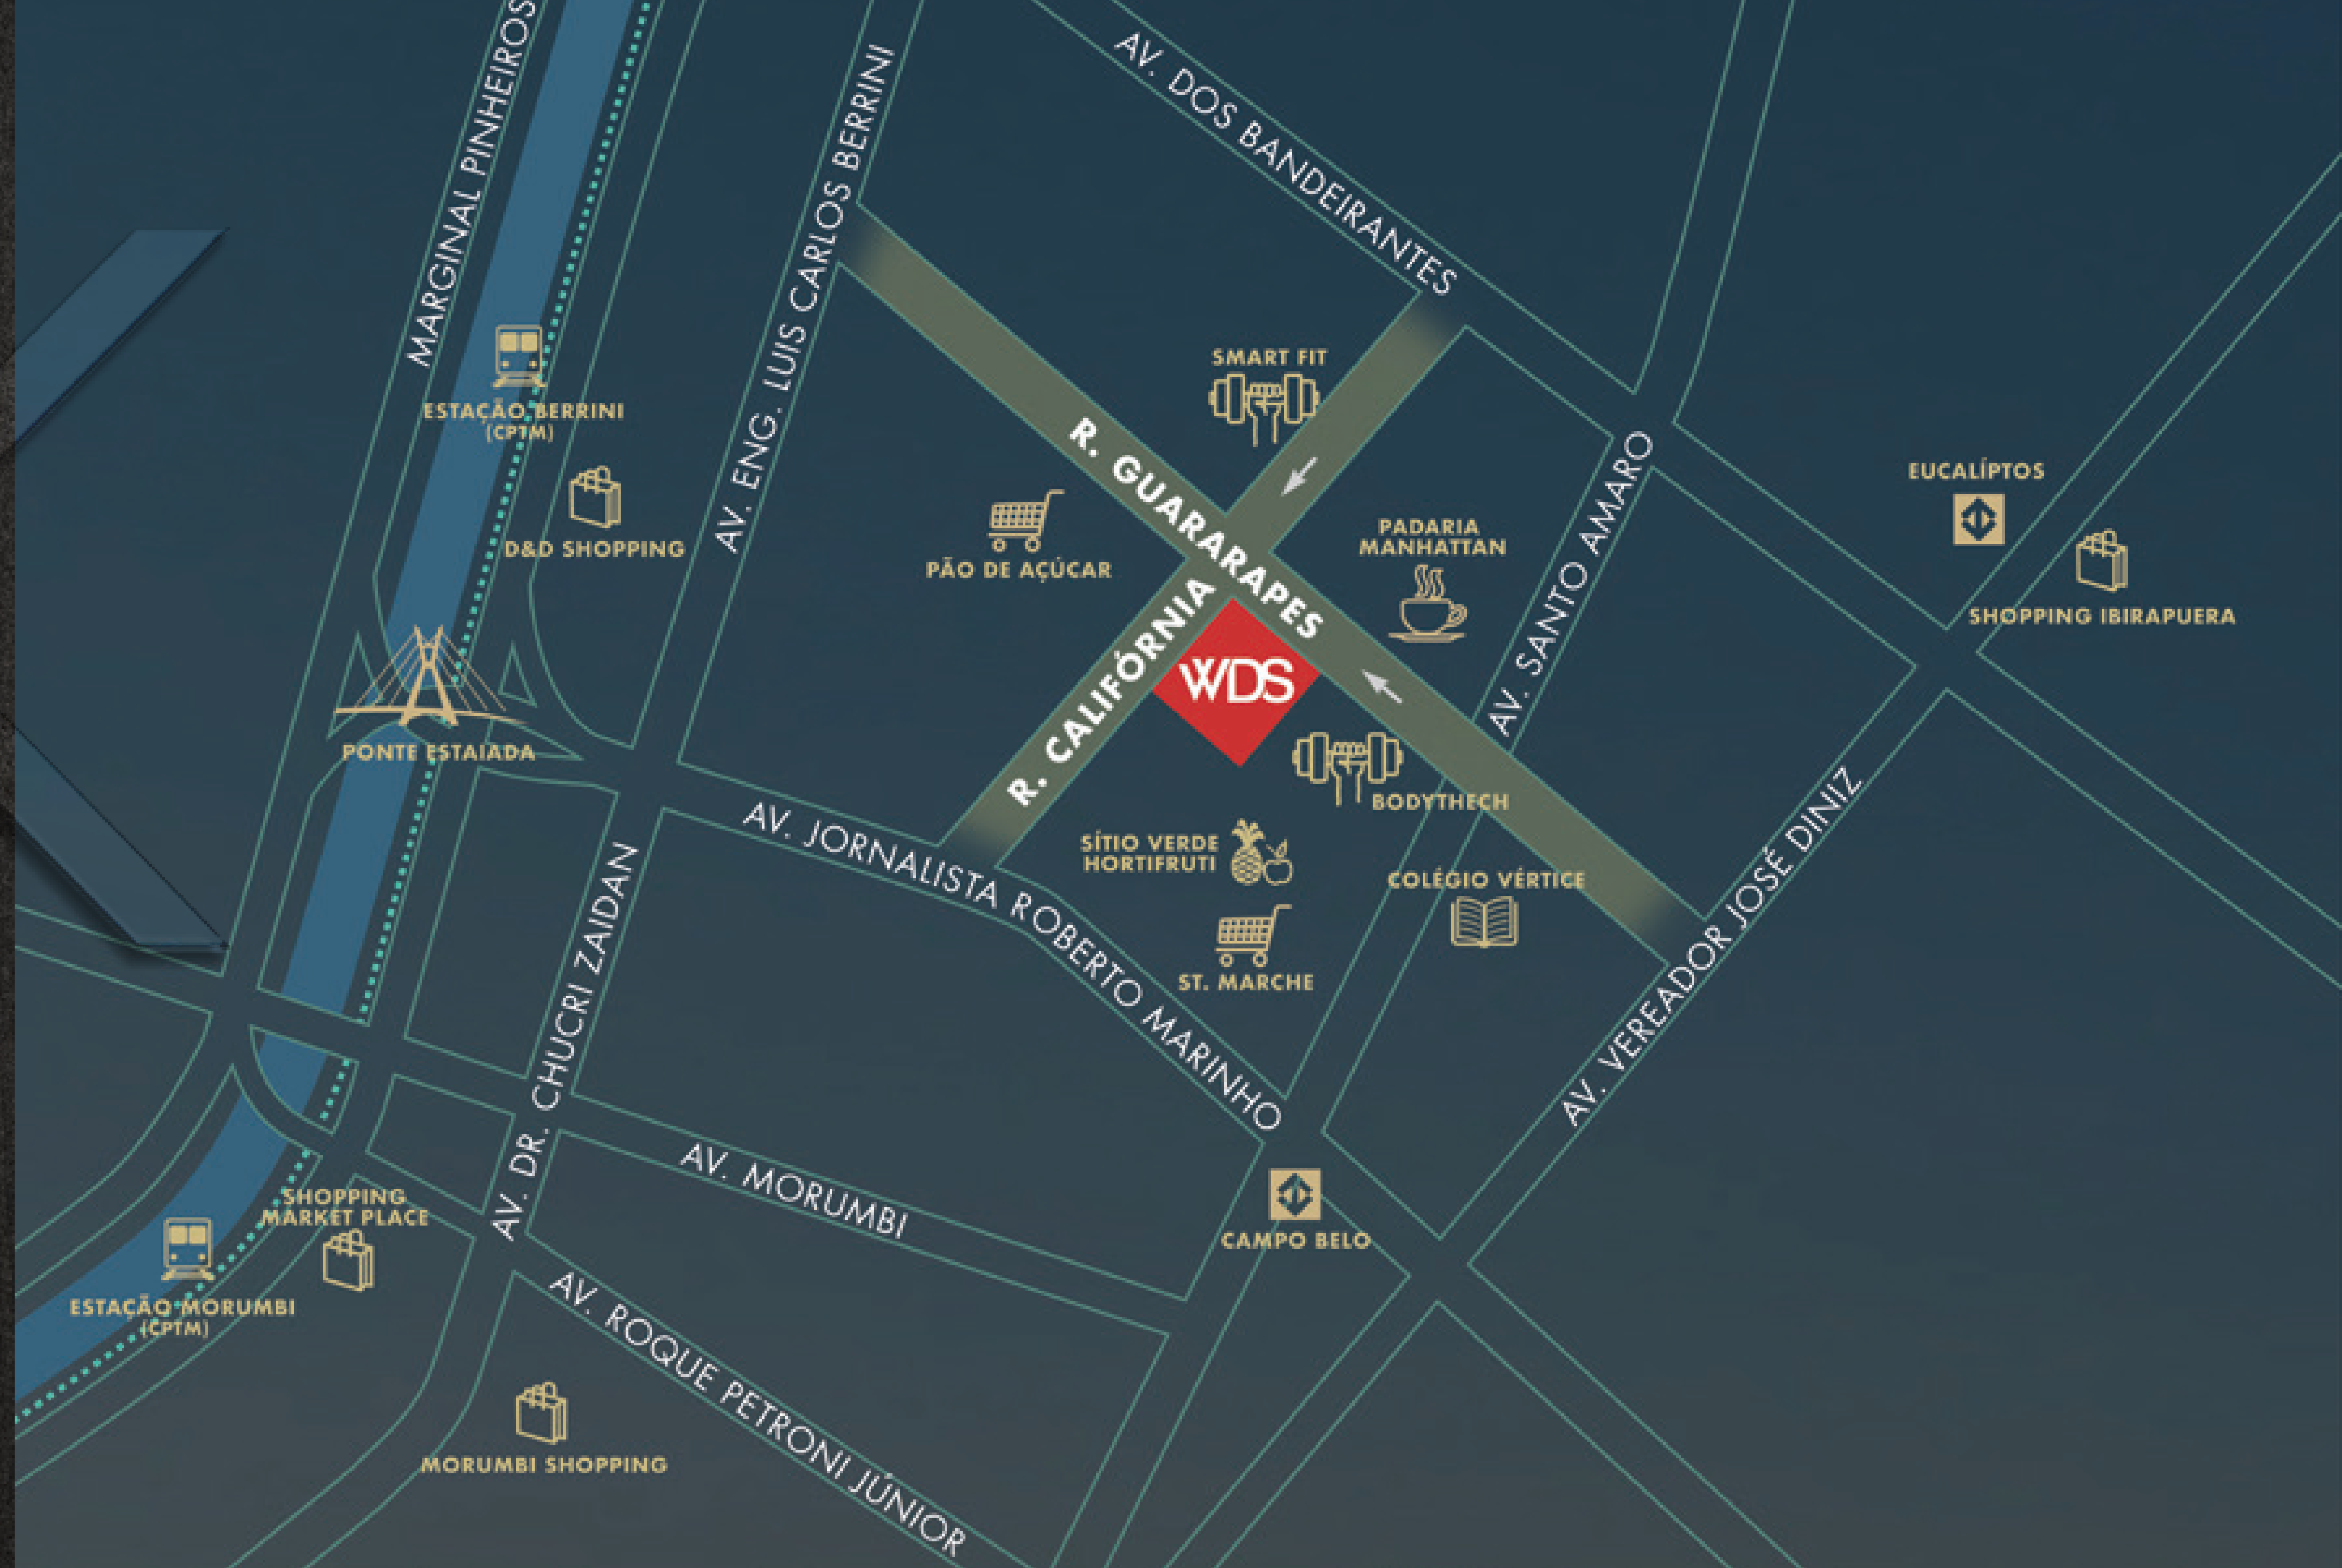 MARGINAL PINHEIROS
AV. ENG. LUIS CARLOS BERRINI
AV. DOS BANDEIRANTES
SMART FIT
ESTAÇÃO BERRINI
(CPTM)
D&D SHOPPING
R. GUARARAPES
PÃO DE AÇÚCAR
PADARIA
MANHATTAN
AV. SANTO AMARO
EUCALÍPTOS
SHOPPING IBIRAPUERA
R. CALIFÓRNIA
WDS
PONTE ESTAIADA
BODYTHECH
AV. JORNALISTA ROBERTO MARINHO
SÍTIO VERDE
HORTIFRUTI
COLÉGIO VÉRTICE
ST. MARCHE
AV. VEREADOR JOSÉ DINIZ
AV. DR. CHUCRI ZAIDAN
AV. MORUMBI
CAMPO BELO
SHOPPING
MARKET PLACE
ESTAÇÃO MORUMBI
(CPTM)
AV. ROQUE PETRONI JÚNIOR
MORUMBI SHOPPING